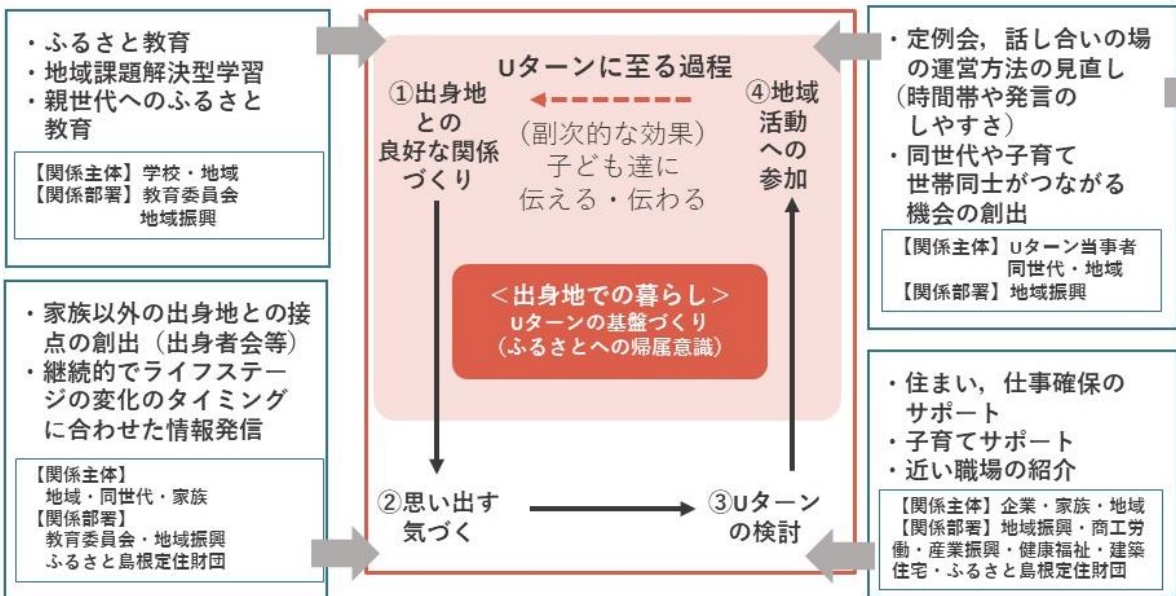 ・ふるさと教育
・地域課題解決型学習
・親世代へのふるさと
教育
【関係主体】学校・地域
【関係部署】教育委員会
地域振興
・家族以外の出身地との接
点の創出（出身者会等）
・継続的でライフステー
ジの変化のタイミング
に合わせた情報発信
【関係主体】
地域・同世代・家族
【関係部署】
教育委員会・地域振興
ふるさと島根定住財団
Uターンに至る過程
①出身地
との
良好な関係
づくり
（副次的な効果）
子ども達に
伝える・伝わる
④地域
活動
への
参加
＜出身地での暮らし＞
Uターンの基盤づくり
（ふるさとへの帰属意識）
②思い出す
気づく
③Uターン
の検討
・定例会，話し合いの場
の運営方法の見直し
（時間帯や発言の
しやすさ）
・同世代や子育て
世帯同士がつながる
機会の創出
【関係主体】Uターン当事者
同世代・地域
【関係部署】地域振興
・住まい，仕事確保の
サポート
・子育てサポート
・近い職場の紹介
【関係主体】企業・家族・地域
【関係部署】地域振興・商工労
働・産業振興・健康福祉・建築
住宅・ふるさと島根定住財団